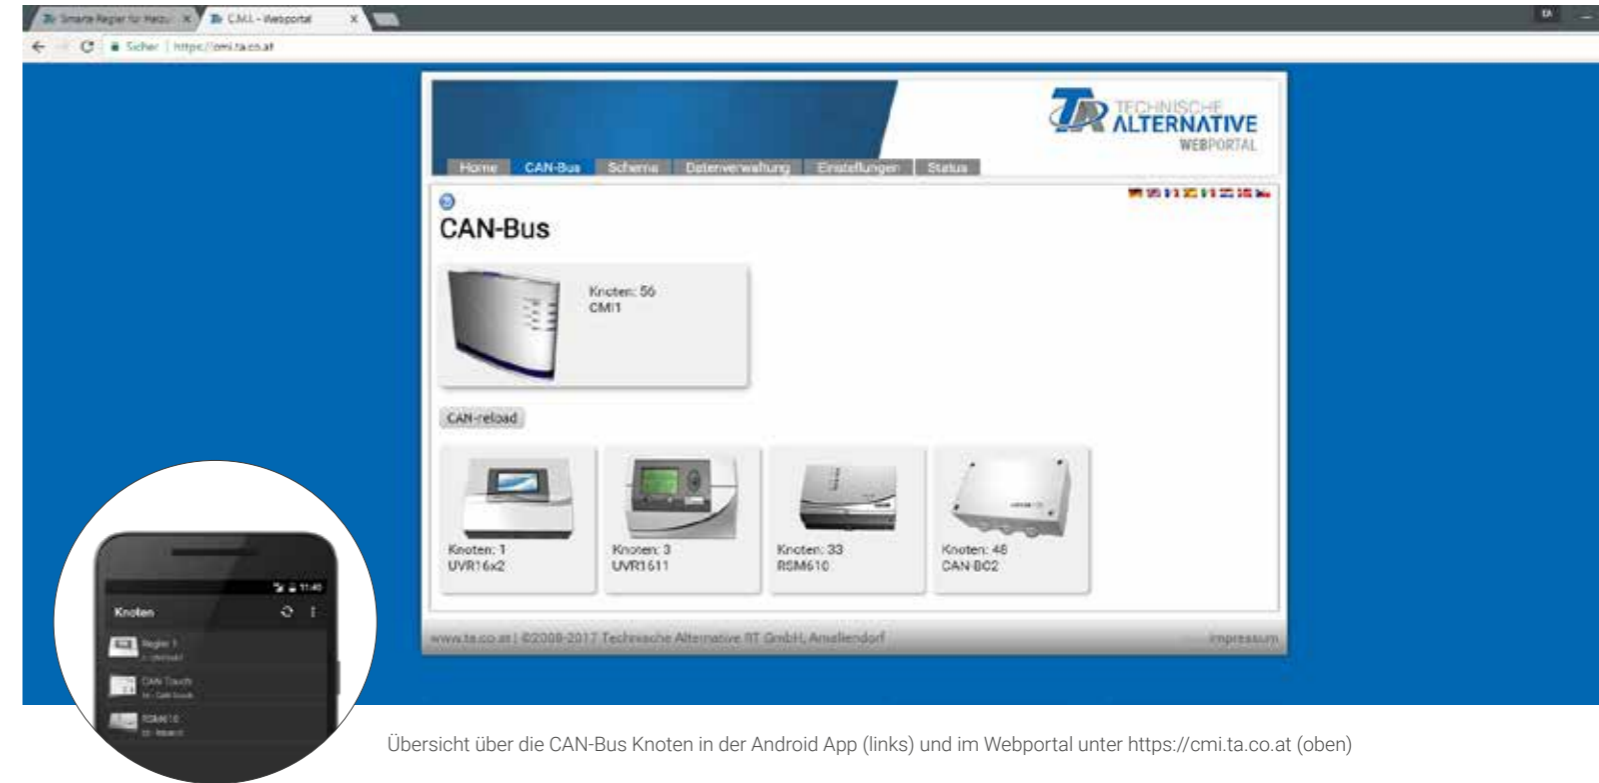 Smarte Regler für Heizu X
C.M.I. - Webportal X
TA
Sicher | https://cmi.ta.co.at
TECHNISCHE
ALTERNATIVE
WEBPORTAL
Home CAN-Bus Schema Datenverwaltung Einstellungen Status
CAN-Bus
Knoten: 56
CMI1
CAN-reload
Knoten: 1
UVR16x2
Knoten: 3
UVR1611
Knoten: 33
RSM610
Knoten: 48
CAN-BC2
www.ta.co.at | ©2008-2017 Technische Alternative RT GmbH, Amaliendorf
Impressum
11:40
Knoten
Regler 1
CAN Touch
RSM610
Übersicht über die CAN-Bus Knoten in der Android App (links) und im Webportal unter https://cmi.ta.co.at (oben)